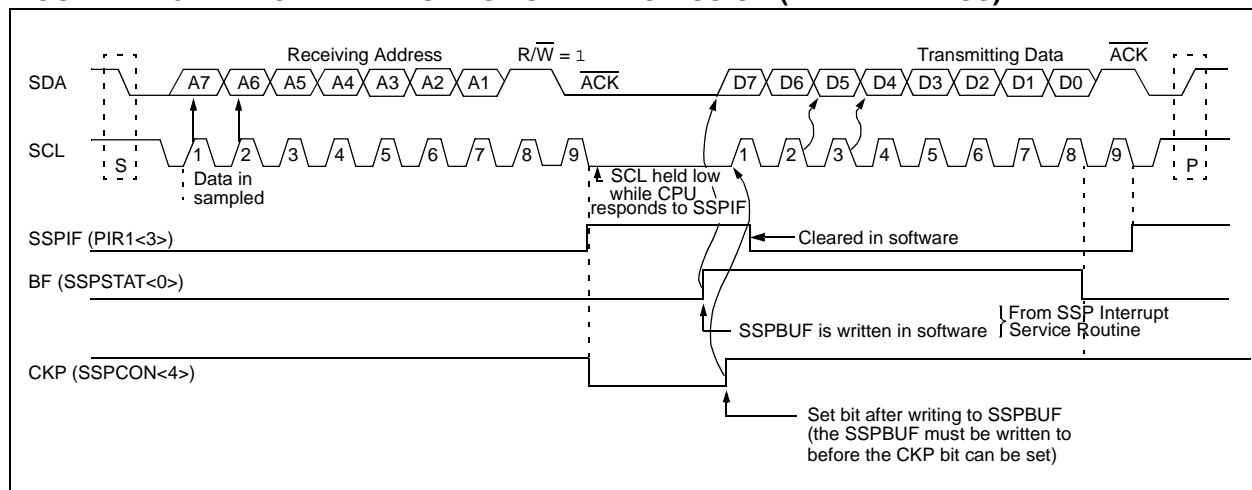 Receiving Address R/W = 1 Transmitting Data ACK
SDA A7 A6 A5 A4 A3 A2 A1 ACK D7 D6 D5 D4 D3 D2 D1 D0
SCL S 1 2 3 4 5 6 7 8 9 1 2 3 4 5 6 7 8 9 P
Data in
sampled
SCL held low
while CPU
responds to SSPIF
SSPIF (PIR1<3>)
Cleared in software
BF (SSPSTAT<0>)
SSPBUF is written in software
From SSP Interrupt
Service Routine
CKP (SSPCON<4>)
Set bit after writing to SSPBUF
(the SSPBUF must be written to
before the CKP bit can be set)